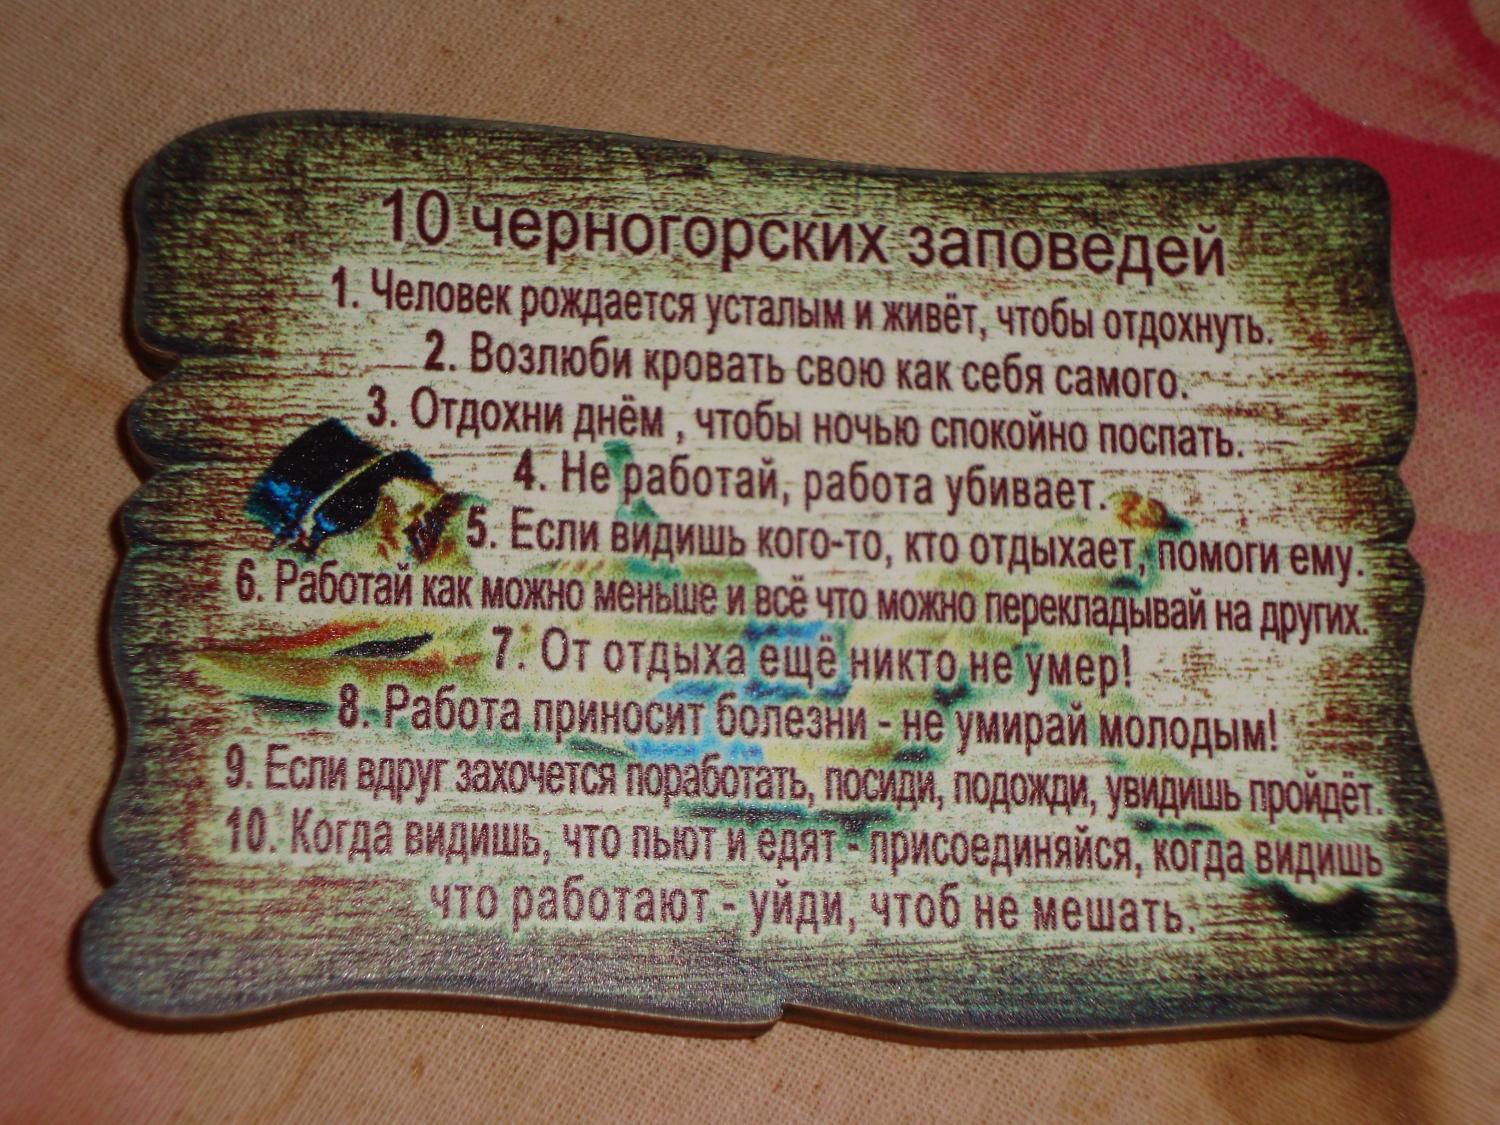 10 черногорских заповедей
1. Человек рождается усталым и живёт, чтобы отдохнуть.
2. Возлюби кровать свою как себя самого.
3. Отдохни днём , чтобы ночью спокойно поспать.
4. Не работай, работа убивает.
5. Если видишь кого-то, кто отдыхает, помоги ему.
6. Работай как можно меньше и всё что можно перекладывай на других.
7. От отдыха ещё никто не умер!
8. Работа приносит болезни - не умирай молодым!
9. Если вдруг захочется поработать, посиди, подожди, увидишь пройдёт.
10. Когда видишь, что пьют и едят - присоединяйся, когда видишь
что работают - уйди, чтоб не мешать.